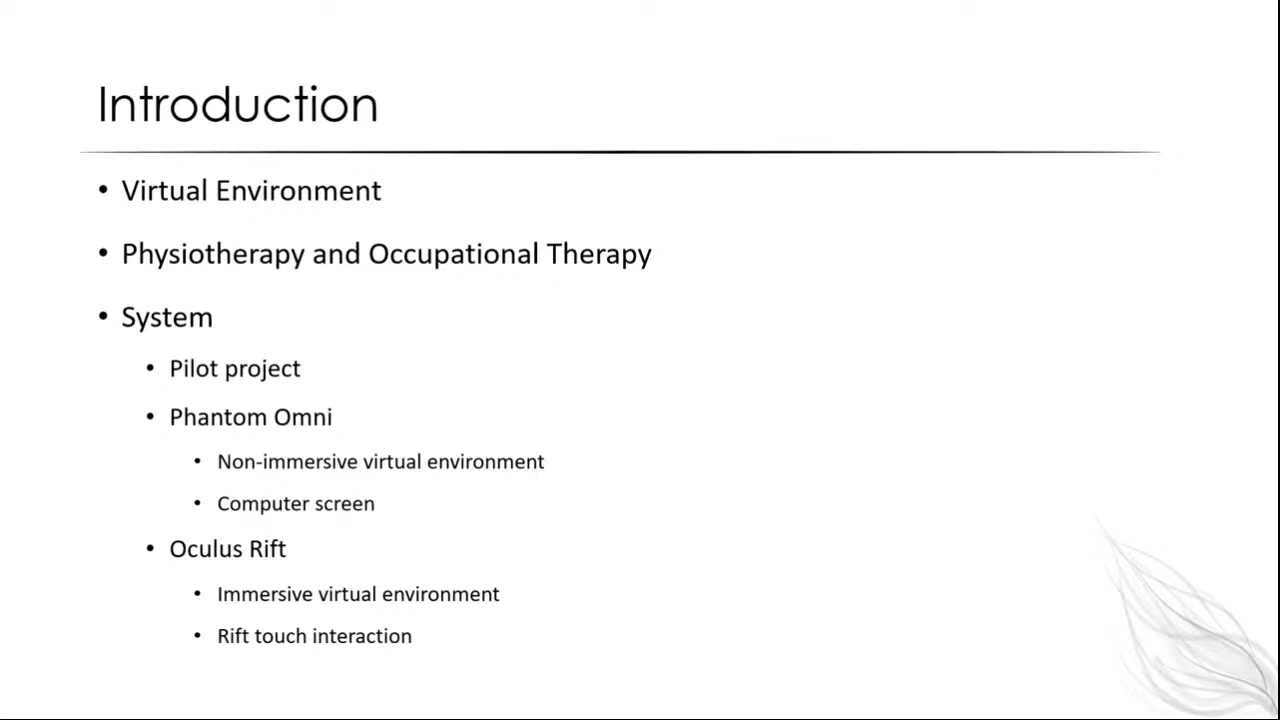 Introduction
• Virtual Environment
• Physiotherapy and Occupational Therapy
• System
• Pilot project
• Phantom Omni
• Non-immersive virtual environment
• Computer screen
• Oculus Rift
• Immersive virtual environment
• Rift touch interaction